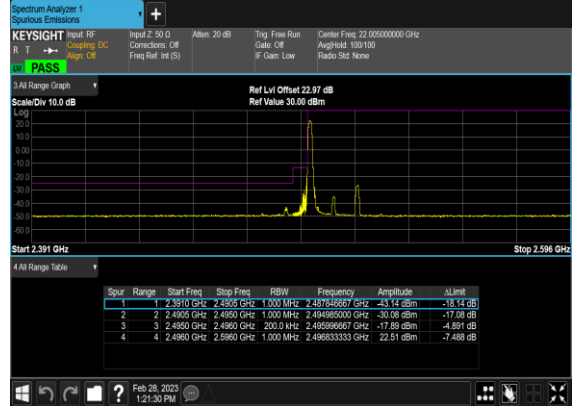 Spectrum Analyzer 1
Spurious Emissions
KEYSIGHT Input: RF Input Z: 50 Ω Atten: 20 dB Trig: Free Run Center Freq: 22.005000000 GHz
R T Coupling: DC Corrections: Off Gate: Off Avg|Hold: 100/100
Align: Off Freq Ref: Int (S) IF Gain: Low Radio Std: None
PASS
3 All Range Graph
Ref Lvl Offset 22.97 dB
Scale/Div 10.0 dB Ref Value 30.00 dBm
Log
20.0
10.0
0.00
-10.0
-20.0
-30.0
-40.0
-50.0
-60.0
Start 2.391 GHz Stop 2.596 GHz
4 All Range Table
Spur Range Start Freq Stop Freq RBW Frequency Amplitude ΔLimit
1 1 2.3910 GHz 2.4905 GHz 1.000 MHz 2.487846667 GHz -43.14 dBm -18.14 dB
2 2 2.4905 GHz 2.4950 GHz 1.000 MHz 2.494985000 GHz -30.08 dBm -17.08 dB
3 3 2.4950 GHz 2.4960 GHz 200.0 kHz 2.495996667 GHz -17.89 dBm -4.891 dB
4 4 2.4960 GHz 2.5960 GHz 1.000 MHz 2.496833333 GHz 22.51 dBm -7.488 dB
? Feb 28, 2023
1:21:30 PM